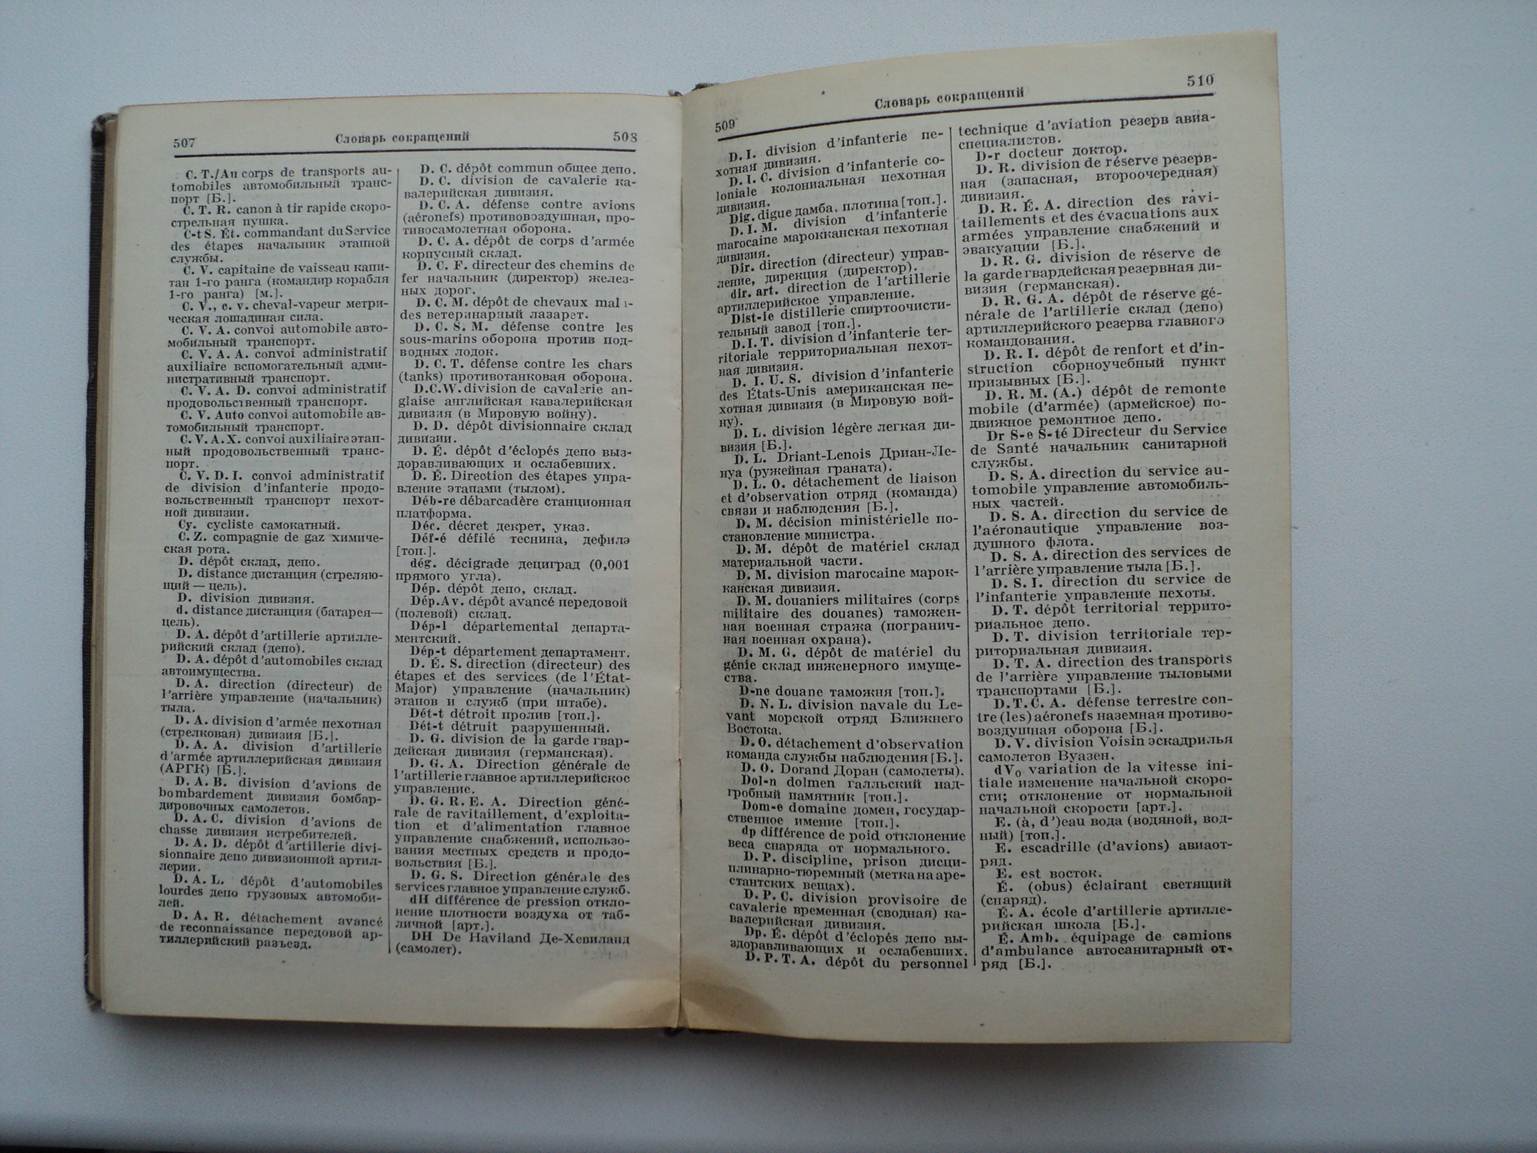 507
Словарь сокращений
508
C. T./Au corps de transports au-
tomobiles автомобильный транс-
порт [Б.].
C. T. R. canon à tir rapide скоро-
стрельная пушка.
C-t S. Ét. commandant du Service
des étapes начальник этапной
службы.
C. V. capitaine de vaisseau капи-
тан 1-го ранга (командир корабля
1-го ранга) [м.].
C. V., c. v. cheval-vapeur метри-
ческая лошадиная сила.
C. V. A. convoi automobile авто-
мобильный транспорт.
C. V. A. A. convoi administratif
auxiliaire вспомогательный адми-
нистративный транспорт.
C. V. A. D. convoi administratif
продовольственный транспорт.
C. V. Auto convoi automobile ав-
томобильный транспорт.
C. V. A. X. convoi auxiliaire этап-
ный продовольственный транс-
порт.
C. V. D. I. convoi administratif
de division d'infanterie продо-
вольственный транспорт пехот-
ной дивизии.
Cy. cycliste самокатный.
C. Z. compagnie de gaz химиче-
ская рота.
D. dépôt склад, депо.
D. distance дистанция (стреляю-
щий — цель).
D. division дивизия.
d. distance дистанция (батарея—
цель).
D. A. dépôt d'artillerie артилле-
рийский склад (депо).
D. A. dépôt d'automobiles склад
автоимущества.
D. A. direction (directeur) de
l'arrière управление (начальник)
тыла.
D. A. division d'armée пехотная
(стрелковая) дивизия [Б.].
D. A. A. division d'artillerie
d'armée артиллерийская дивизия
(АРГК) [Б.].
D. A. B. division d'avions de
bombardement дивизия бомбар-
дировочных самолетов.
D. A. C. division d'avions de
chasse дивизия истребителей.
D. A. D. dépôt d'artillerie divi-
sionnaire депо дивизионной артил-
лерии.
D. A. L. dépôt d'automobiles
lourdes депо грузовых автомоби-
лей.
D. A. R. détachement avancé
de reconnaissance передовой ар-
тиллерийский разъезд.
D. C. dépôt commun общее депо.
D. C. division de cavalerie ка-
валерийская дивизия.
D. C. A. défense contre avions
(aéronefs) противовоздушная, про-
тивосамолетная оборона.
D. C. A. dépôt de corps d'armée
корпусный склад.
D. C. F. directeur des chemins de
fer начальник (директор) желез-
ных дорог.
D. C. M. dépôt de chevaux mala-
des ветеринарный лазарет.
D. C. S. M. défense contre les
sous-marins оборона против под-
водных лодок.
D. C. T. défense contre les chars
(tanks) противотанковая оборона.
D.C.W. division de cavalerie an-
glaise английская кавалерийская
дивизия (в Мировую войну).
D. D. dépôt divisionnaire склад
дивизии.
D. É. dépôt d'éclopés депо выз-
доравливающих и ослабевших.
D. É. Direction des étapes упра-
вление этапами (тылом).
Déb-re débarcadère станционная
платформа.
Déc. décret декрет, указ.
Déf-é défilé теснина, дефилэ
[топ.].
dég. décigrade дециград (0,001
прямого угла).
Dép. dépôt депо, склад.
Dép.Av. dépôt avancé передовой
(полевой) склад.
Dép-l départemental департа-
ментский.
Dép-t département департамент.
D. É. S. direction (directeur) des
étapes et des services (de l'État-
Major) управление (начальник)
этапов и служб (при штабе).
Dét-t détroit пролив [топ.].
Dét-t détruit разрушенный.
D. G. division de la garde гвар-
дейская дивизия (германская).
D. G. A. Direction générale de
l'artillerie главное артиллерийское
управление.
D. G. R. E. A. Direction géné-
rale de ravitaillement, d'exploita-
tion et d'alimentation главное
управление снабжений, использо-
вания местных средств и продо-
вольствия [Б.].
D. G. S. Direction générale des
services главное управление служб.
dH différence de pression откло-
нение плотности воздуха от таб-
личной [арт.].
DH De Haviland Де-Хевиланд
(самолет).
509
Словарь сокращений
510
D. I. division d'infanterie пе-
хотная дивизия.
D. I. C. division d'infanterie co-
loniale колониальная пехотная
дивизия.
Dig. digue дамба, плотина [топ.].
D. I. M. division d'infanterie
marocaine марокканская пехотная
дивизия.
Dir. direction (directeur) управ-
ление, дирекция (директор).
dir. art. direction de l'artillerie
артиллерийское управление.
Dist-ie distillerie спиртоочисти-
тельный завод [топ.].
D.I.T. division d'infanterie ter-
ritoriale территориальная пехот-
ная дивизия.
D. I. U. S. division d'infanterie
des États-Unis американская пе-
хотная дивизия (в Мировую вой-
ну).
D. L. division légère легкая ди-
визия [Б.].
D. L. Driant-Lenois Дриан-Ле-
нуа (ружейная граната).
D. L. O. détachement de liaison
et d'observation отряд (команда)
связи и наблюдения [Б.].
D. M. décision ministérielle по-
становление министра.
D. M. dépôt de matériel склад
материальной части.
D. M. division marocaine марок-
канская дивизия.
D. M. douaniers militaires (corps
militaire des douanes) таможен-
ная военная стража (погранич-
ная военная охрана).
D. M. G. dépôt de matériel du
génie склад инженерного имуще-
ства.
D-ne douane таможня [топ.].
D. N. L. division navale du Le-
vant морской отряд Ближнего
Востока.
D. O. détachement d'observation
команда службы наблюдения [Б.].
D. O. Dorand Доран (самолеты).
Dol-n dolmen галльский над-
гробный памятник [топ.].
Dom-e domaine домен, государ-
ственное имение [топ.].
dp différence de poid отклонение
веса снаряда от нормального.
D. P. discipline, prison дисци-
плинарно-тюремный (метка на аре-
стантских вещах).
D. P. C. division provisoire de
cavalerie временная (сводная) ка-
валерийская дивизия.
Dp. É. dépôt d'éclopés депо вы-
здоравливающих и ослабевших.
D. P. T. A. dépôt du personnel
technique d'aviation резерв авиа-
специалистов.
D-r docteur доктор.
D. R. division de réserve резерв-
ная (запасная, второочередная)
дивизия.
D. R. É. A. direction des ravi-
taillements et des évacuations aux
armées управление снабжений и
эвакуации [Б.].
D. R. G. division de réserve de
la garde гвардейская резервная ди-
визия (германская).
D. R. G. A. dépôt de réserve gé-
nérale de l'artillerie склад (депо)
артиллерийского резерва главного
командования.
D. R. I. dépôt de renfort et d'in-
struction сборноучебный пункт
призывных [Б.].
D. R. M. (A.) dépôt de remonte
mobile (d'armée) (армейское) по-
движное ремонтное депо.
Dr S-e S-té Directeur du Service
de Santé начальник санитарной
службы.
D. S. A. direction du service au-
tomobile управление автомобиль-
ных частей.
D. S. A. direction du service de
l'aéronautique управление воз-
душного флота.
D. S. A. direction des services de
l'arrière управление тыла [Б.].
D. S. I. direction du service de
l'infanterie управление пехоты.
D. T. dépôt territorial террито-
риальное депо.
D. T. division territoriale тер-
риториальная дивизия.
D. T. A. direction des transports
de l'arrière управление тыловыми
транспортами [Б.].
D.T.C.A. défense terrestre con-
tre (les) aéronefs наземная противо-
воздушная оборона [Б.].
D. V. division Voisin эскадрилья
самолетов Вуазен.
dV₀ variation de la vitesse ini-
tiale изменение начальной скоро-
сти; отклонение от нормальной
начальной скорости [арт.].
E. (à, d')eau вода (водяной, вод-
ный) [топ.].
E. escadrille (d'avions) авиаот-
ряд.
E. est восток.
É. (obus) éclairant светящий
(снаряд).
É. A. école d'artillerie артилле-
рийская школа [Б.].
É. Amb. équipage de camions
d'ambulance автосанитарный от-
ряд [Б.].